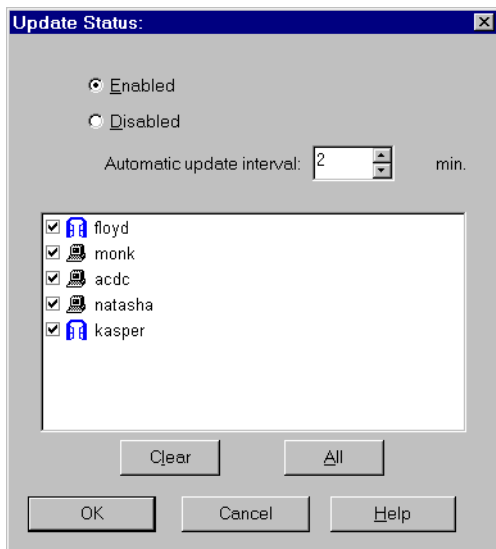 Update Status:
Enabled
Disabled
Automatic update interval: 2 min.
floyd
monk
acdc
natasha
kasper
Clear All
OK Cancel Help